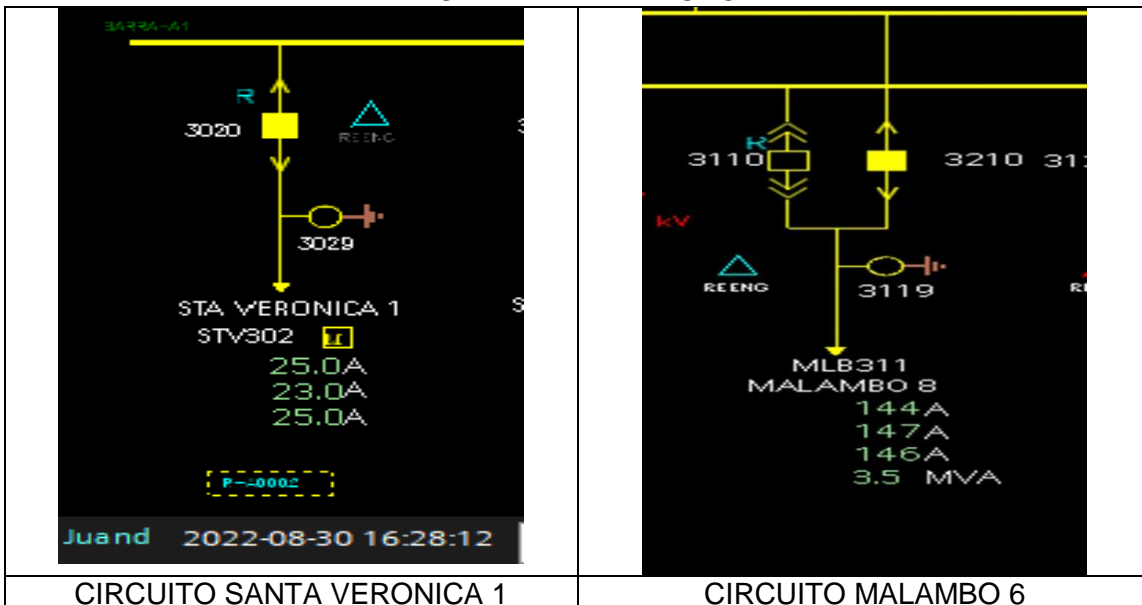 BARRA-A1
R
3020
REENG
3029
STA VERONICA 1
STV302
25.0A
23.0A
25.0A
Juand 2022-08-30 16:28:12
CIRCUITO SANTA VERONICA 1
R
3110
3210
kV
REENG
3119
MLB311
MALAMBO 8
144A
147A
146A
3.5 MVA
CIRCUITO MALAMBO 6